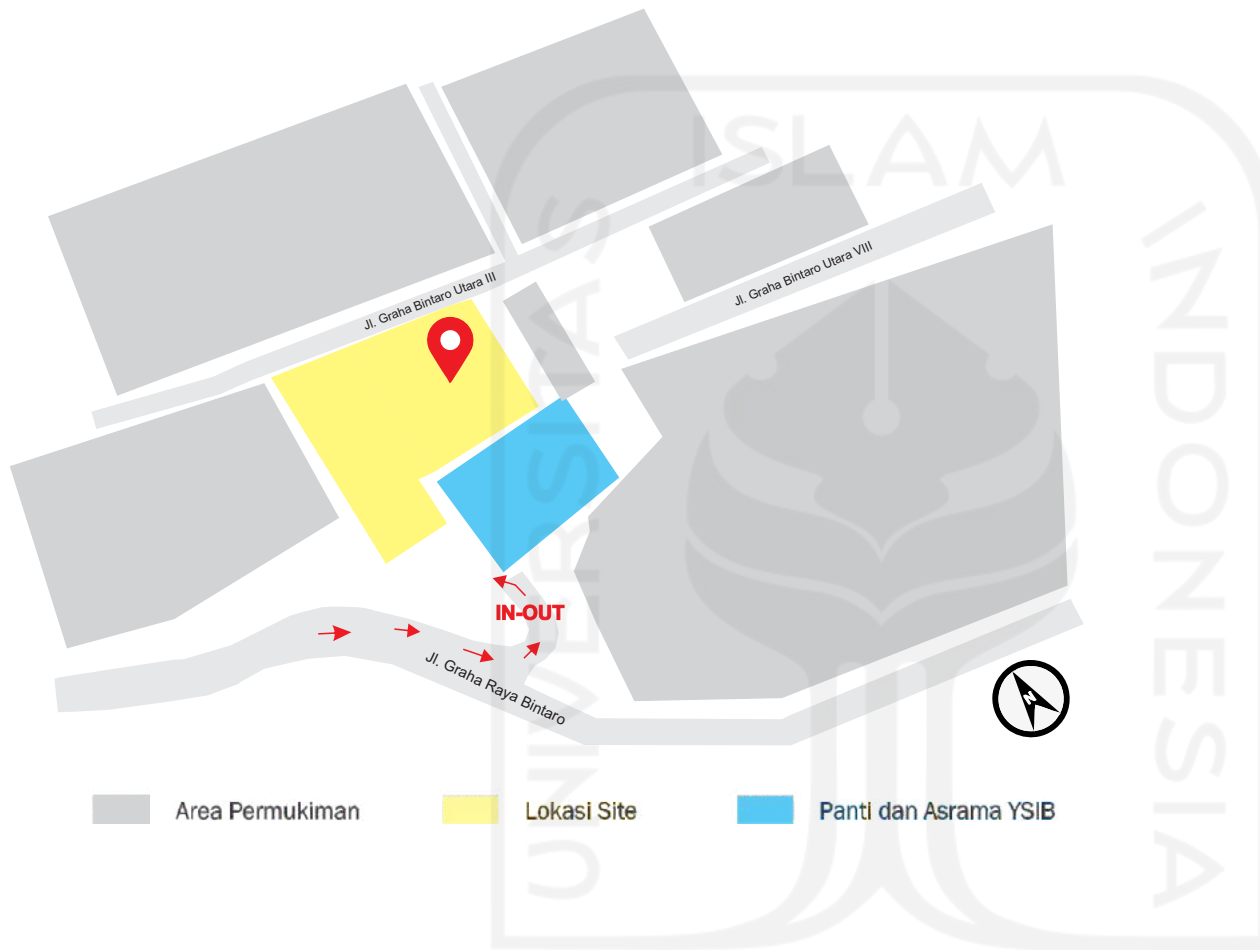 Jl. Graha Bintaro Utara III
Jl. Graha Bintaro Utara VIII
IN-OUT
Jl. Graha Raya Bintaro
N
Area Permukiman
Lokasi Site
Panti dan Asrama YSIB
UNIVERSITAS
ISLAM
INDONESIA